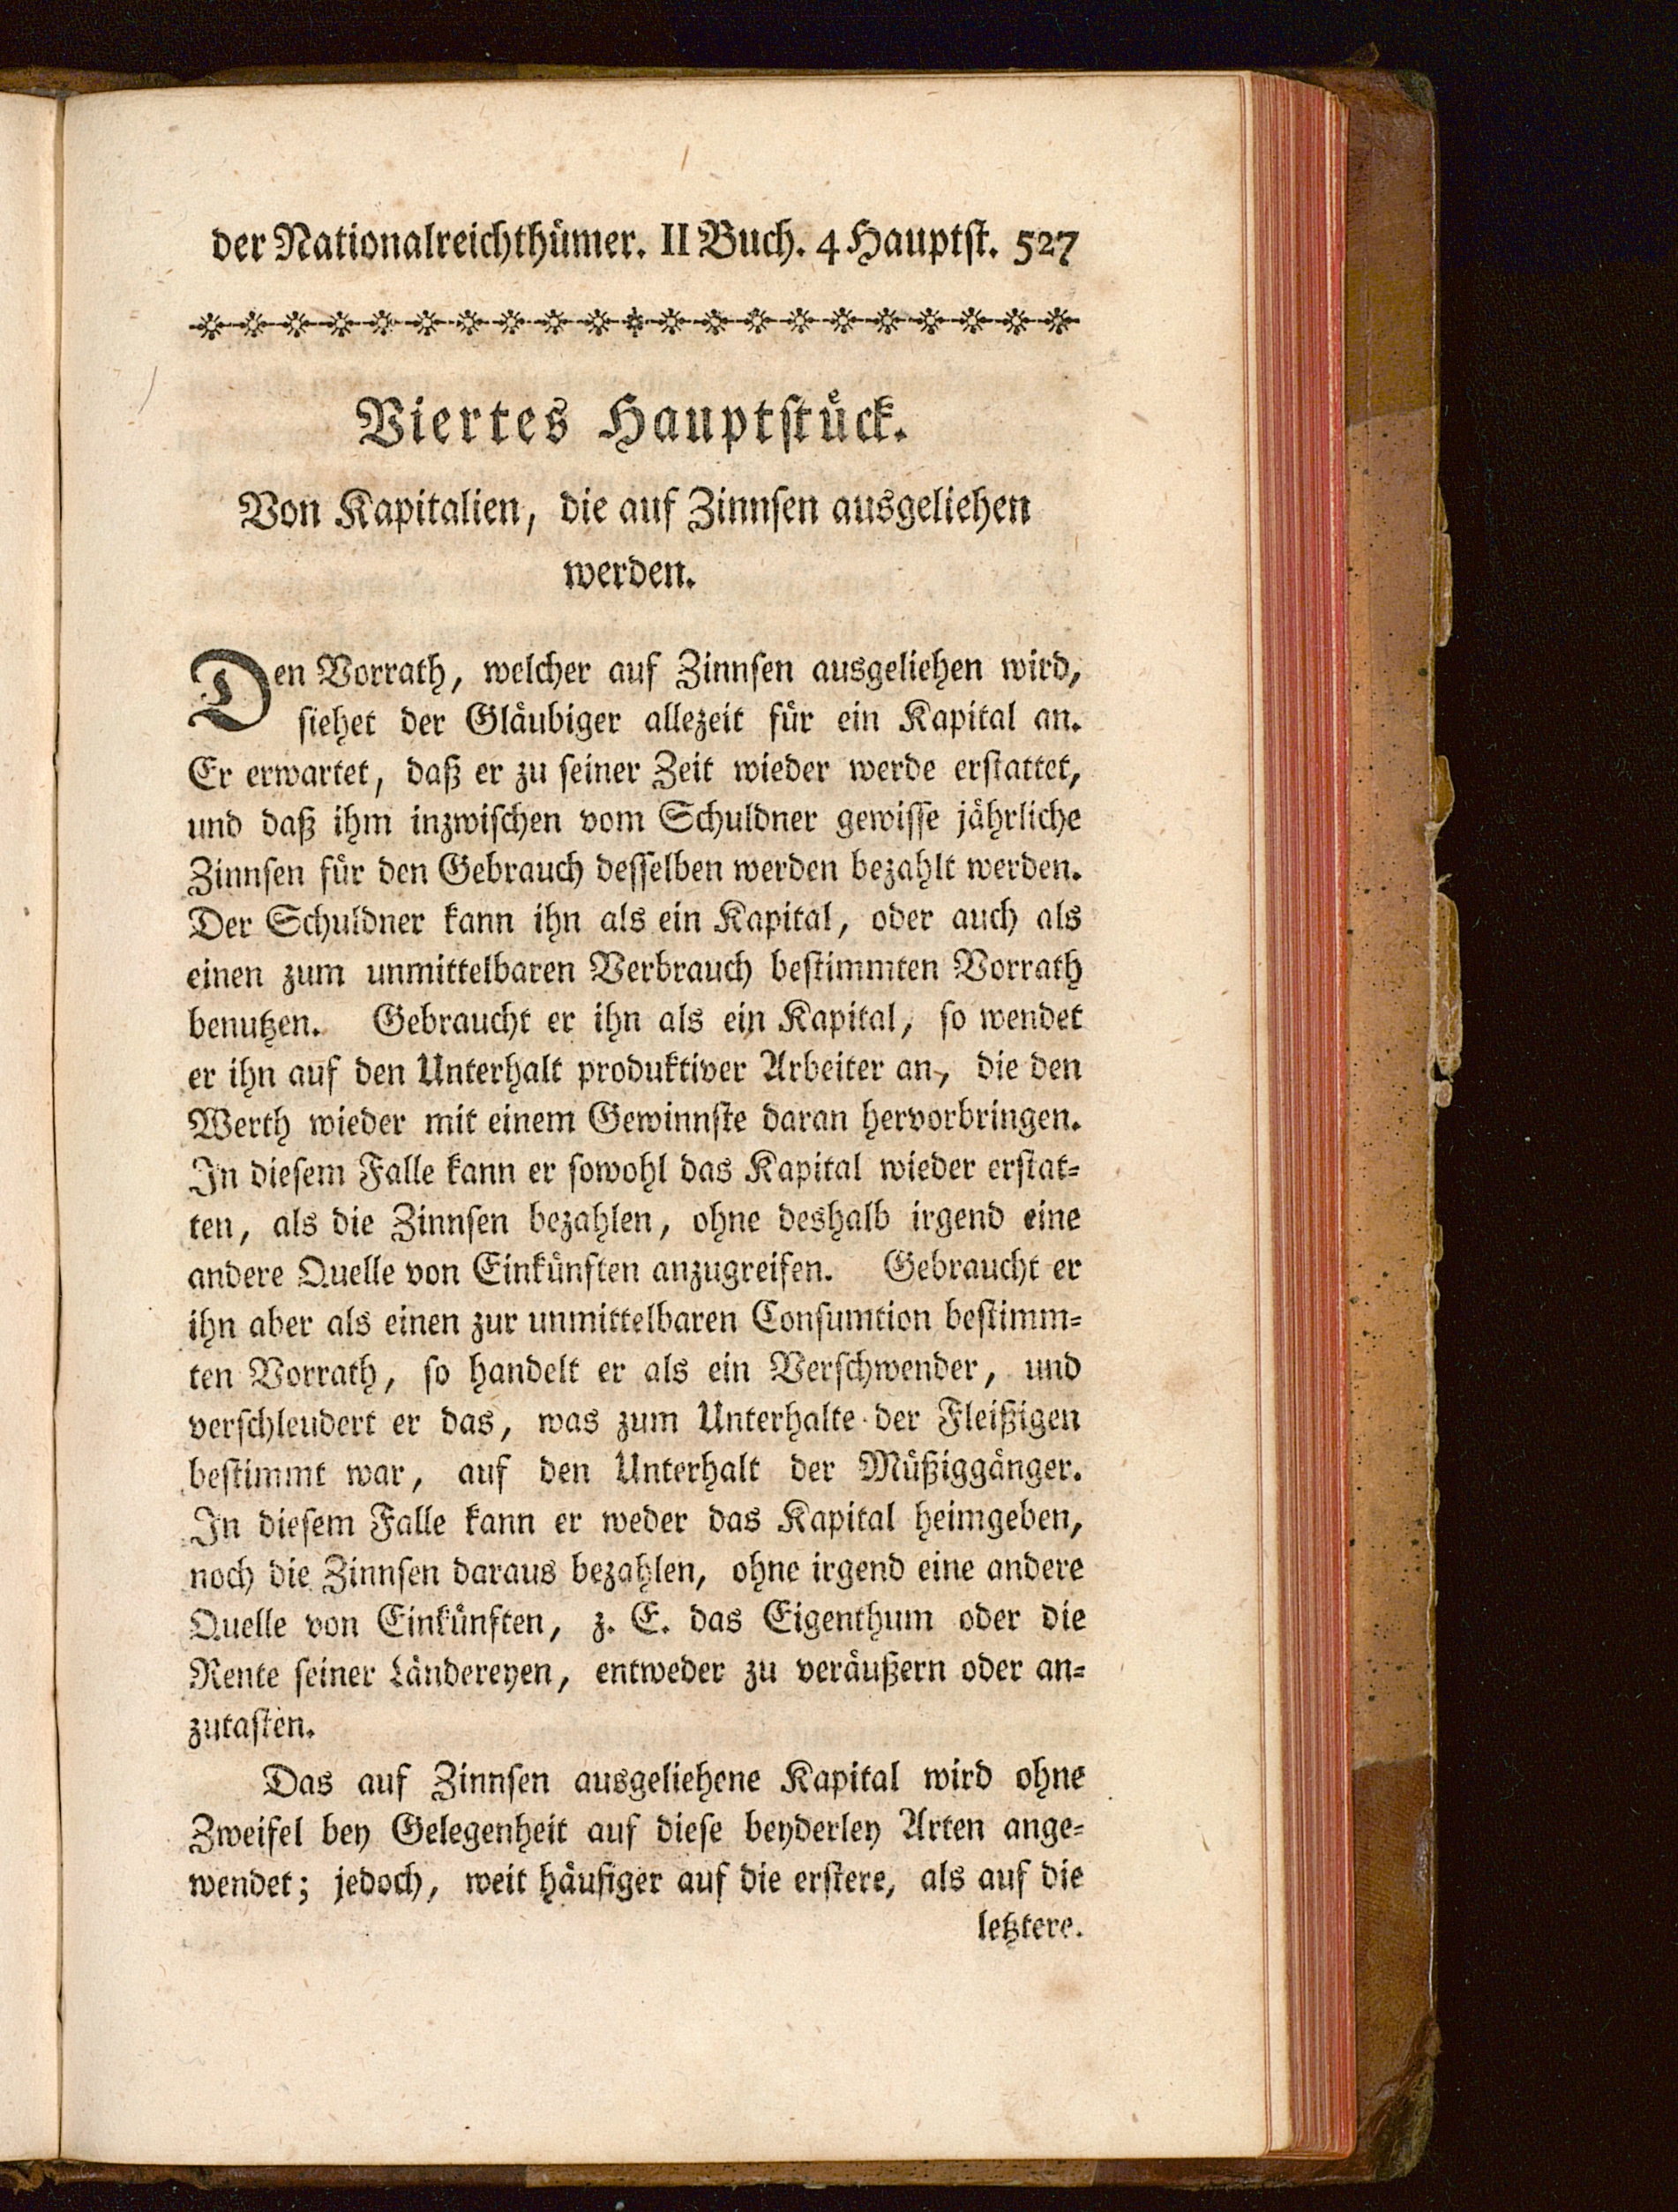 der Nationalreichthümer. II Buch. 4 Hauptst. 527
Viertes Hauptstück.
Von Kapitalien, die auf Zinnsen ausgeliehen
werden.
Den Vorrath, welcher auf Zinnsen ausgeliehen wird,
siehet der Gläubiger allezeit für ein Kapital an.
Er erwartet, daß er zu seiner Zeit wieder werde erstattet,
und daß ihm inzwischen vom Schuldner gewisse jährliche
Zinnsen für den Gebrauch desselben werden bezahlt werden.
Der Schuldner kann ihn als ein Kapital, oder auch als
einen zum unmittelbaren Verbrauch bestimmten Vorrath
benutzen. Gebraucht er ihn als ein Kapital, so wendet
er ihn auf den Unterhalt produktiver Arbeiter an, die den
Werth wieder mit einem Gewinnste daran hervorbringen.
In diesem Falle kann er sowohl das Kapital wieder erstat-
ten, als die Zinnsen bezahlen, ohne deshalb irgend eine
andere Quelle von Einkünften anzugreifen. Gebraucht er
ihn aber als einen zur unmittelbaren Consumtion bestimm-
ten Vorrath, so handelt er als ein Verschwender, und
verschleudert er das, was zum Unterhalte der Fleißigen
bestimmt war, auf den Unterhalt der Müßiggänger.
In diesem Falle kann er weder das Kapital heimgeben,
noch die Zinnsen daraus bezahlen, ohne irgend eine andere
Quelle von Einkünften, z. E. das Eigenthum oder die
Rente seiner Ländereyen, entweder zu veräußern oder an-
zutasten.
Das auf Zinnsen ausgeliehene Kapital wird ohne
Zweifel bey Gelegenheit auf diese beyderley Arten ange-
wendet; jedoch, weit häufiger auf die erstere, als auf die
letztere.